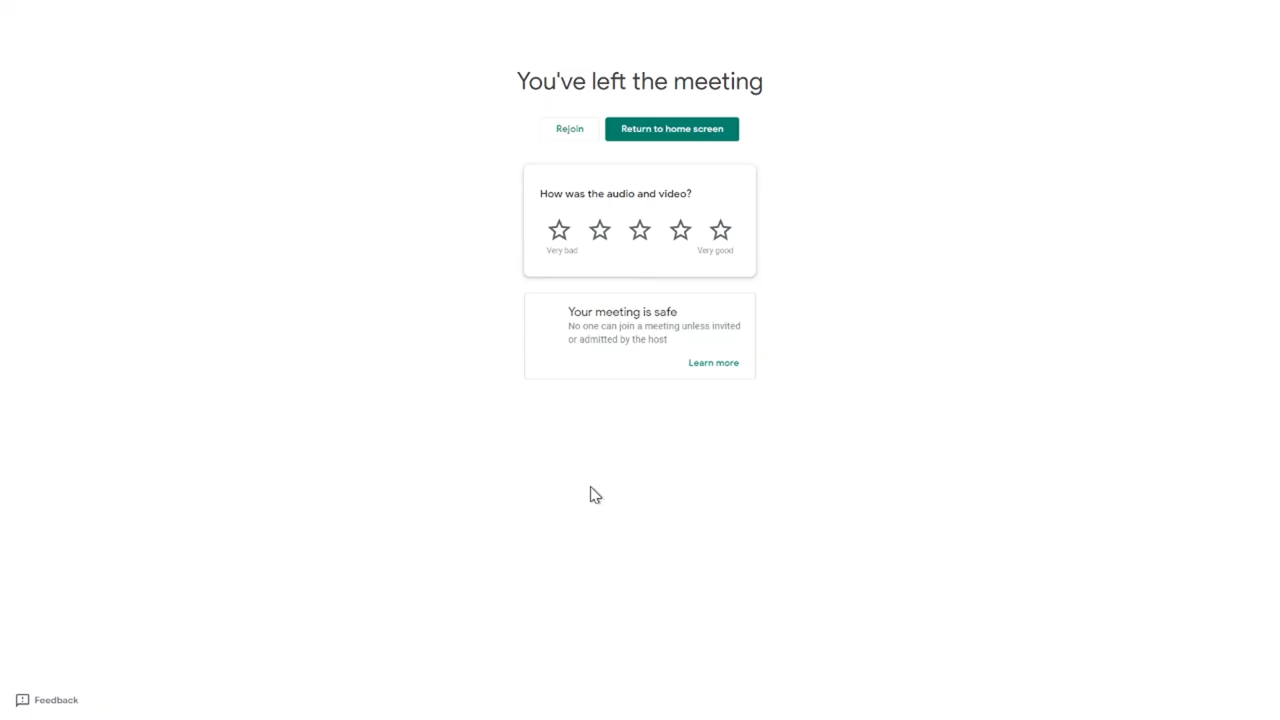 You've left the meeting
Rejoin
Return to home screen
How was the audio and video?
Very bad
Very good
Your meeting is safe
No one can join a meeting unless invited
or admitted by the host
Learn more
Feedback